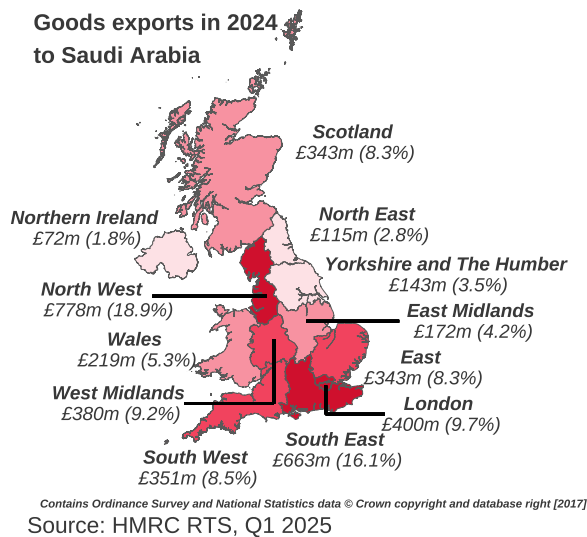 Goods exports in 2024
to Saudi Arabia
Scotland
£343m (8.3%)
Northern Ireland
£72m (1.8%)
North East
£115m (2.8%)
Yorkshire and The Humber
£143m (3.5%)
North West
£778m (18.9%)
East Midlands
£172m (4.2%)
Wales
£219m (5.3%)
East
£343m (8.3%)
West Midlands
£380m (9.2%)
London
£400m (9.7%)
South East
£663m (16.1%)
South West
£351m (8.5%)
Contains Ordinance Survey and National Statistics data © Crown copyright and database right [2017]
Source: HMRC RTS, Q1 2025